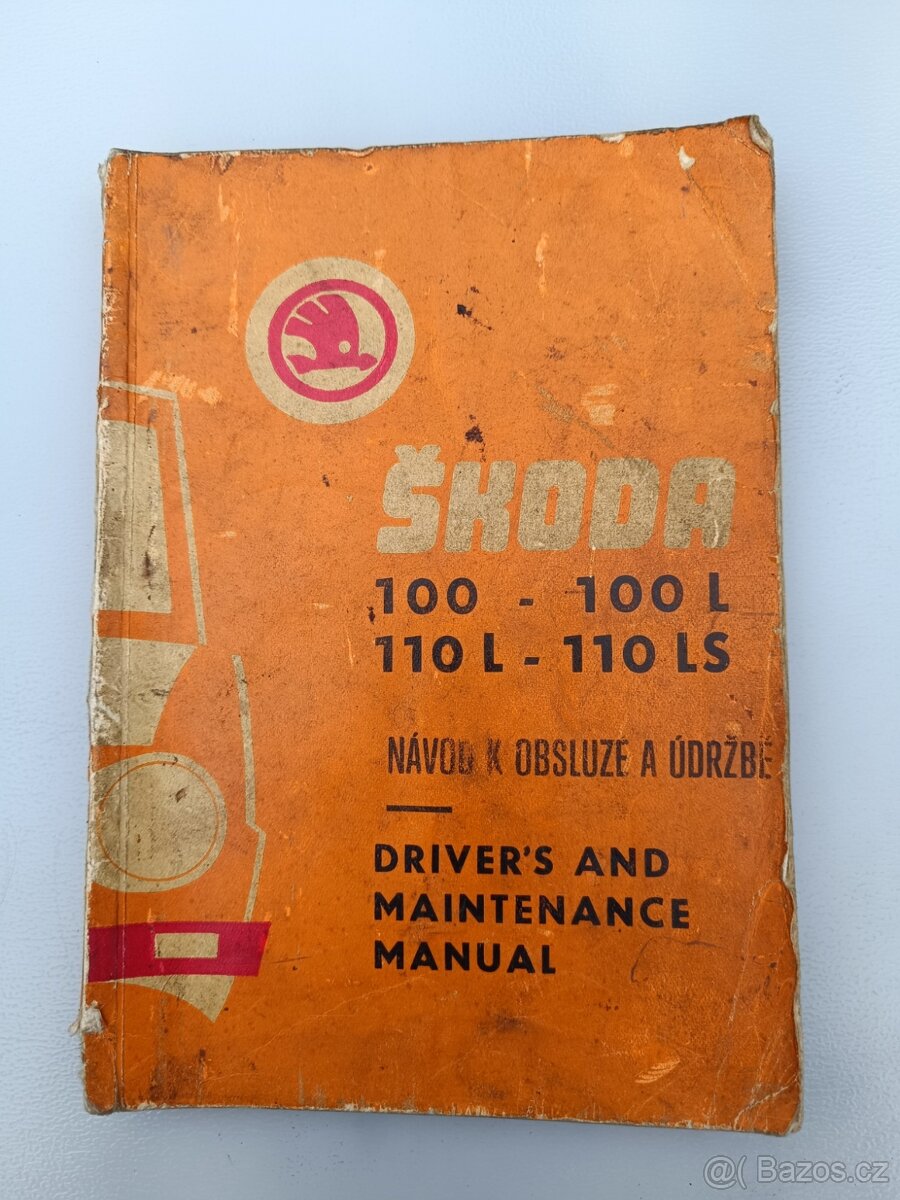 ŠKODA
100 - 100 L
110 L - 110 LS
NÁVOD K OBSLUZE A ÚDRŽBĚ
DRIVER'S AND
MAINTENANCE
MANUAL
@( Bazos.cz